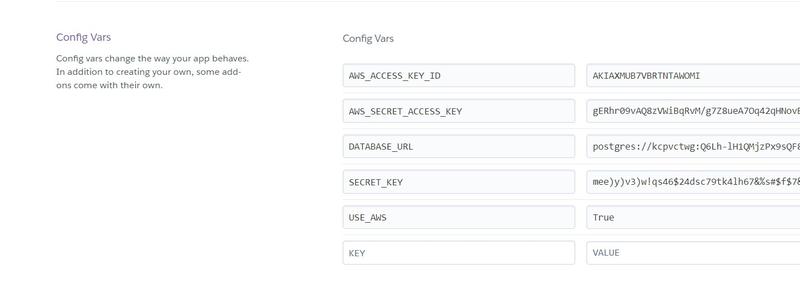 Config Vars
Config vars change the way your app behaves.
In addition to creating your own, some add-
ons come with their own.
Config Vars
AWS_ACCESS_KEY_ID AKIAXMUB7VBRTNTAWOMI
AWS_SECRET_ACCESS_KEY gERhr09vAQ8zVWiBqRvM/g7Z8ueA7Oq42qHNovE
DATABASE_URL postgres://kcpvctwg:Q6Lh-lH1QMjzPx9sQF8
SECRET_KEY mee)y)v3)w!qs46$24dsc79tk4lh67&%s#$f$7&
USE_AWS True
KEY VALUE